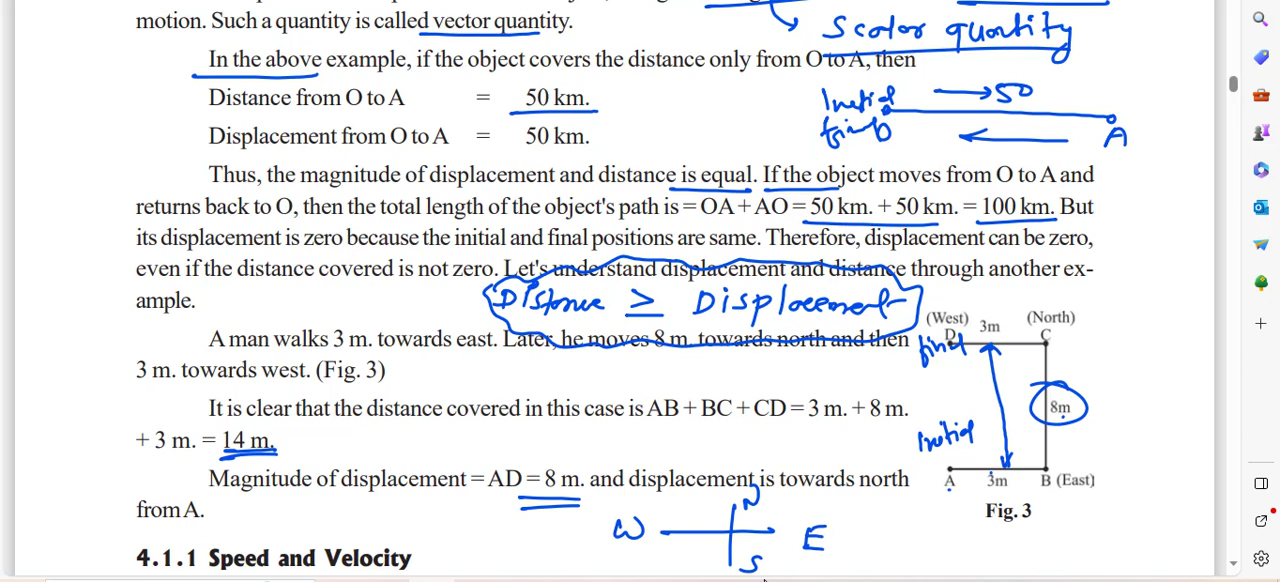 motion. Such a quantity is called vector quantity.
Scalar quantity
In the above example, if the object covers the distance only from O to A, then
Distance from O to A = 50 km.
Initial 50
Displacement from O to A = 50 km.
final A
Thus, the magnitude of displacement and distance is equal. If the object moves from O to A and
returns back to O, then the total length of the object's path is = OA + AO = 50 km. + 50 km. = 100 km. But
its displacement is zero because the initial and final positions are same. Therefore, displacement can be zero,
even if the distance covered is not zero. Let's understand displacement and distance through another ex-
ample.
Distance ≥ Displacement
(West) 3m (North)
D C
A man walks 3 m. towards east. Later, he moves 8 m. towards north and then
final
3 m. towards west. (Fig. 3)
It is clear that the distance covered in this case is AB + BC + CD = 3 m. + 8 m.
8m
+ 3 m. = 14 m.
Initial
Magnitude of displacement = AD = 8 m. and displacement is towards north
A 3m B (East)
from A.
Fig. 3
N
W E
S
4.1.1 Speed and Velocity